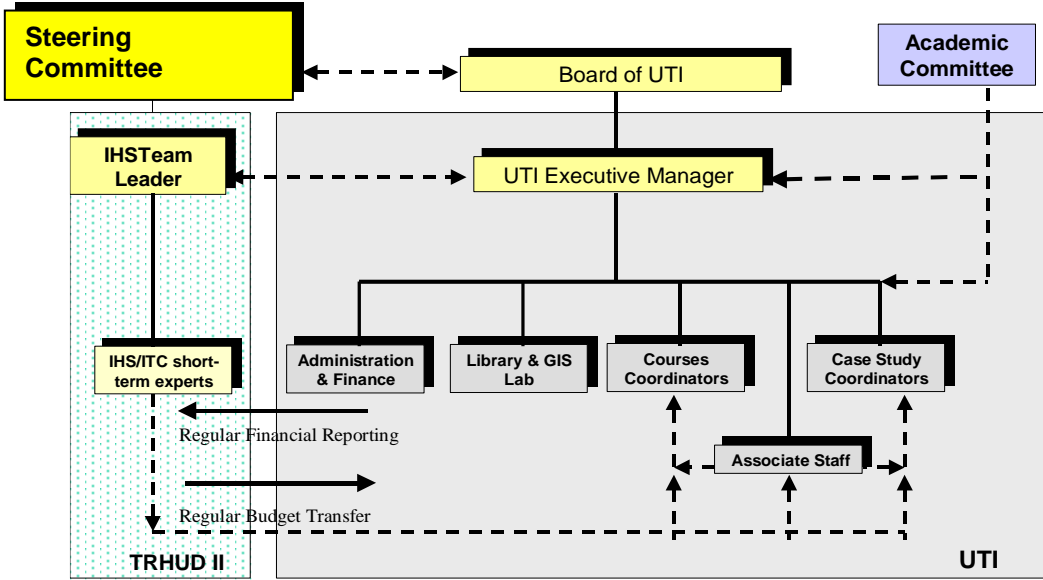 Steering
Committee
Board of UTI
Academic
Committee
IHSTeam
Leader
UTI Executive Manager
IHS/ITC short-
term experts
Administration
& Finance
Library & GIS
Lab
Courses
Coordinators
Case Study
Coordinators
Regular Financial Reporting
Associate Staff
Regular Budget Transfer
TRHUD II
UTI